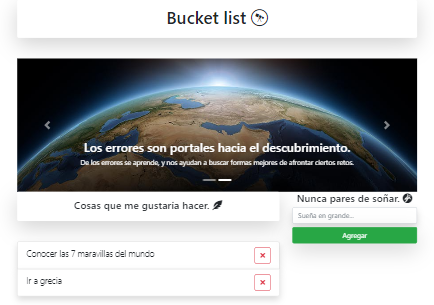 Bucket list
Los errores son portales hacia el descubrimiento.
De los errores se aprende, y nos ayudan a buscar formas mejores de afrontar ciertos retos.
Cosas que me gustaría hacer.
Nunca pares de soñar.
Sueña en grande...
Agregar
Conocer las 7 maravillas del mundo
Ir a grecia